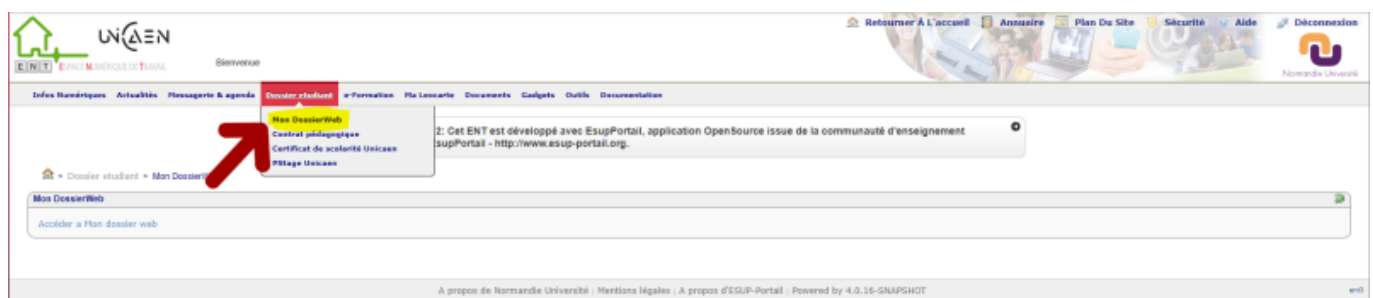 Retourner À L'accueil Annuaire Plan Du Site Sécurité Aide Déconnexion
UNICAEN
ENT ESPACE NUMÉRIQUE DE TRAVAIL
Bienvenue
Normandie Université
Infos Numériques Actualités Messagerie & agenda Dossier etudiant e-Formation Ma Leocarte Documents Gadgets Outils Documentation
Mon DossierWeb
Contrat pédagogique
Certificat de scolarité Unicaen
PStage Unicaen
2: Cet ENT est développé avec EsupPortail, application OpenSource issue de la communauté d'enseignement
supPortail - http://www.esup-portail.org.
» Dossier etudiant » Mon Dossier
Mon DossierWeb
Accéder a Mon dossier web
A propos de Normandie Université | Mentions légales | A propos d'ESUP-Portail | Powered by 4.0.16-SNAPSHOT